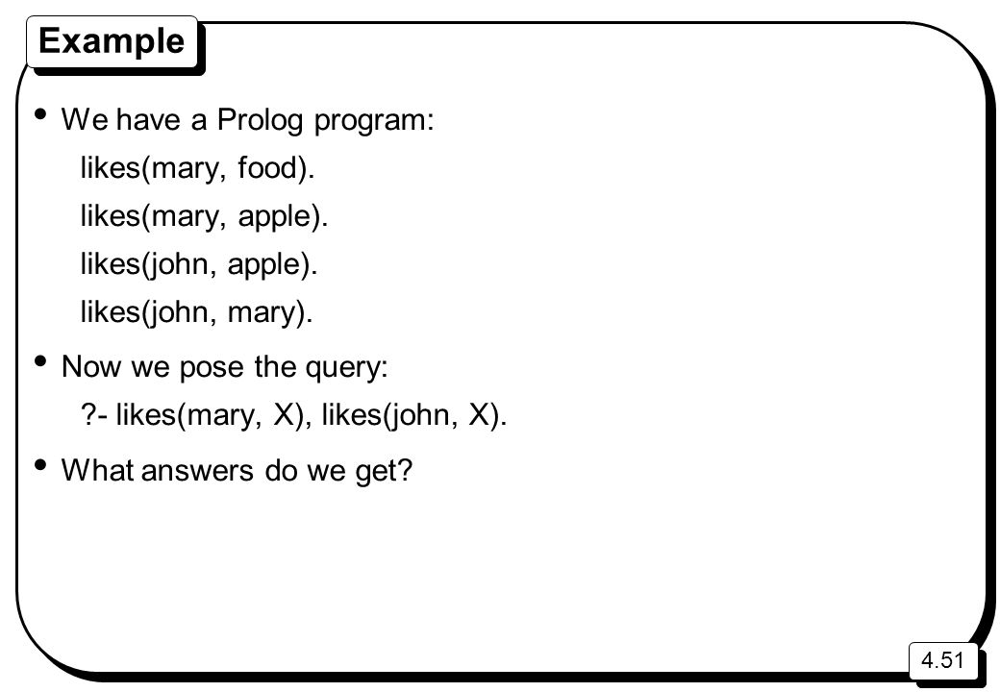 Example
• We have a Prolog program:
likes(mary, food).
likes(mary, apple).
likes(john, apple).
likes(john, mary).
• Now we pose the query:
?- likes(mary, X), likes(john, X).
• What answers do we get?
4.51